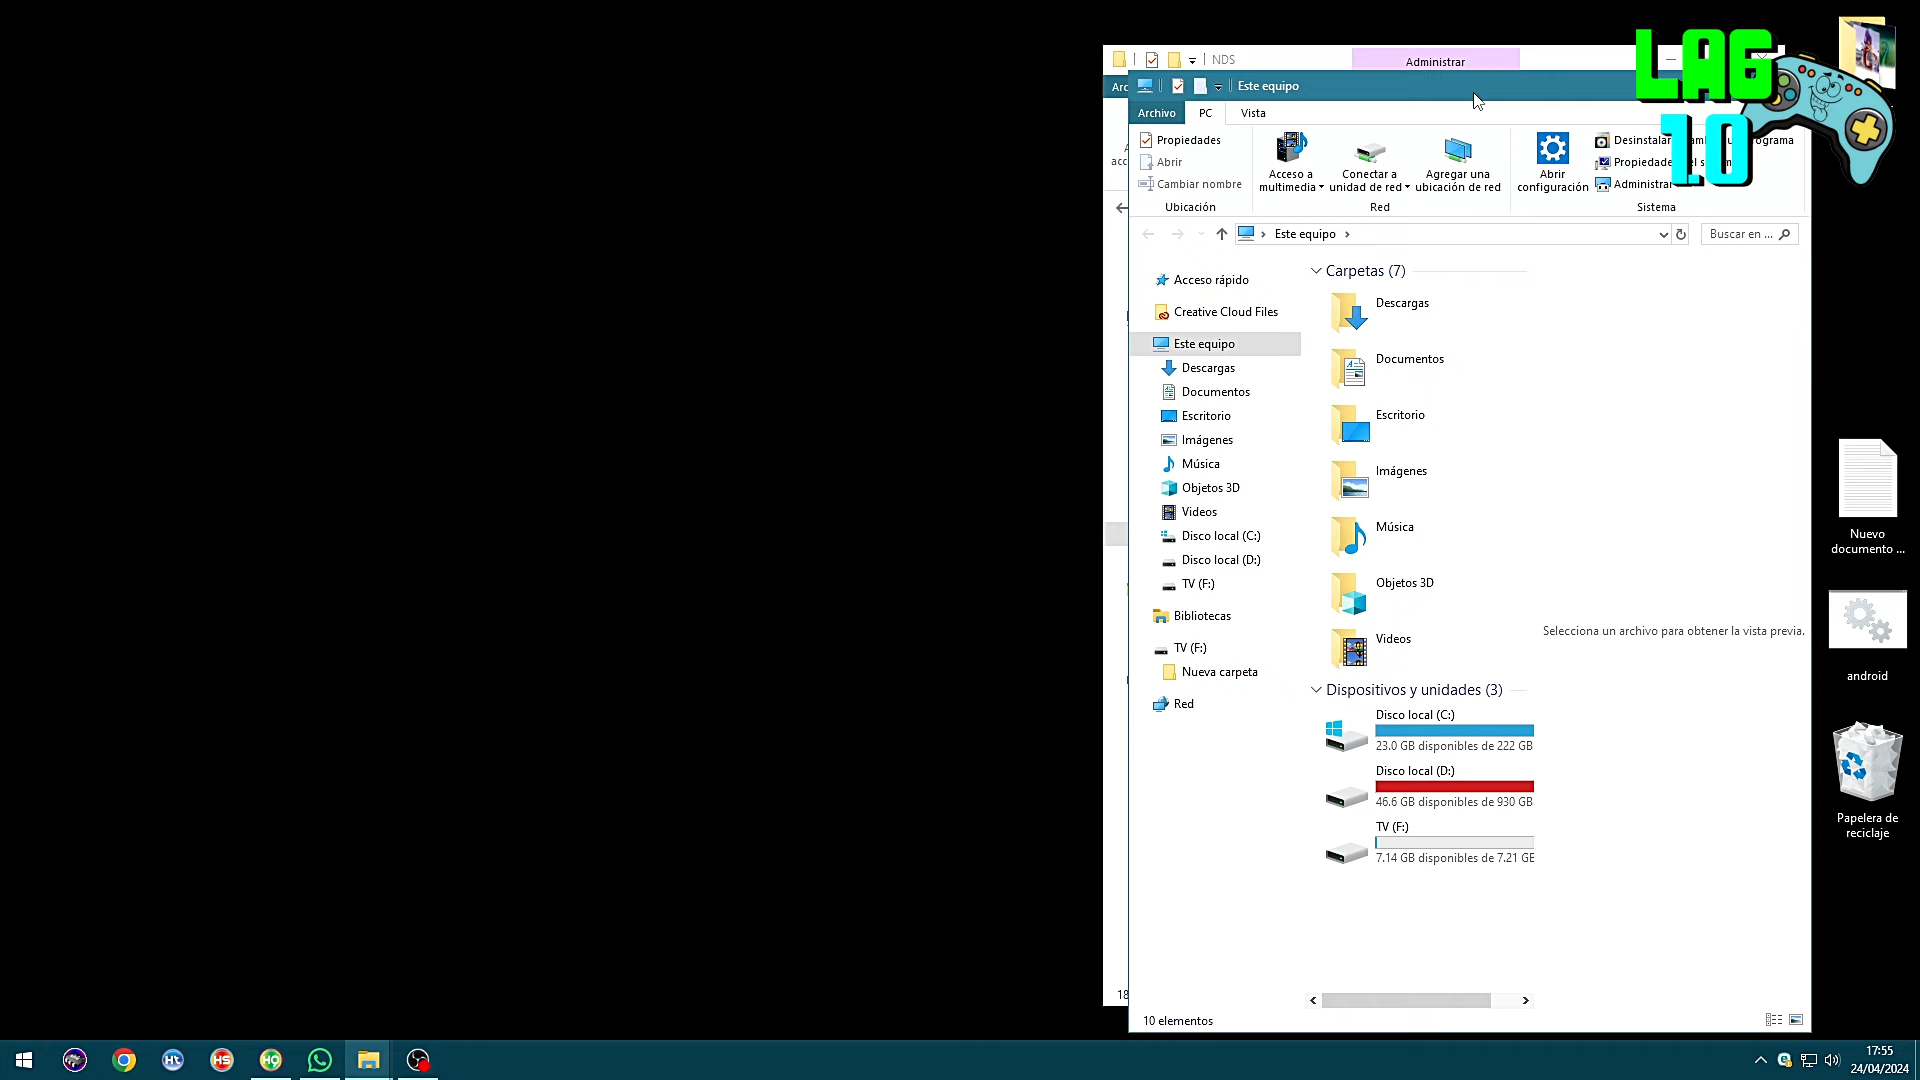 NDS
Administrar
LAG
1.0
Arc
Este equipo
Archivo
PC
Vista
Propiedades
Abrir
Cambiar nombre
Ubicación
Acceso a
multimedia
Conectar a
unidad de red
Agregar una
ubicación de red
Red
Abrir
configuración
Desinstalar
Administrar
Sistema
Este equipo
Buscar en ...
Acceso rápido
Creative Cloud Files
Este equipo
Descargas
Documentos
Escritorio
Imágenes
Música
Objetos 3D
Videos
Disco local (C:)
Disco local (D:)
TV (F:)
Bibliotecas
TV (F:)
Nueva carpeta
Red
Carpetas (7)
Descargas
Documentos
Escritorio
Imágenes
Música
Objetos 3D
Videos
Dispositivos y unidades (3)
Disco local (C:)
23.0 GB disponibles de 222 GB
Disco local (D:)
46.6 GB disponibles de 930 GB
TV (F:)
7.14 GB disponibles de 7.21 GB
Selecciona un archivo para obtener la vista previa.
10 elementos
18
Nuevo
documento ...
android
Papelera de
reciclaje
Ht
HS
HQ
17:55
24/04/2024